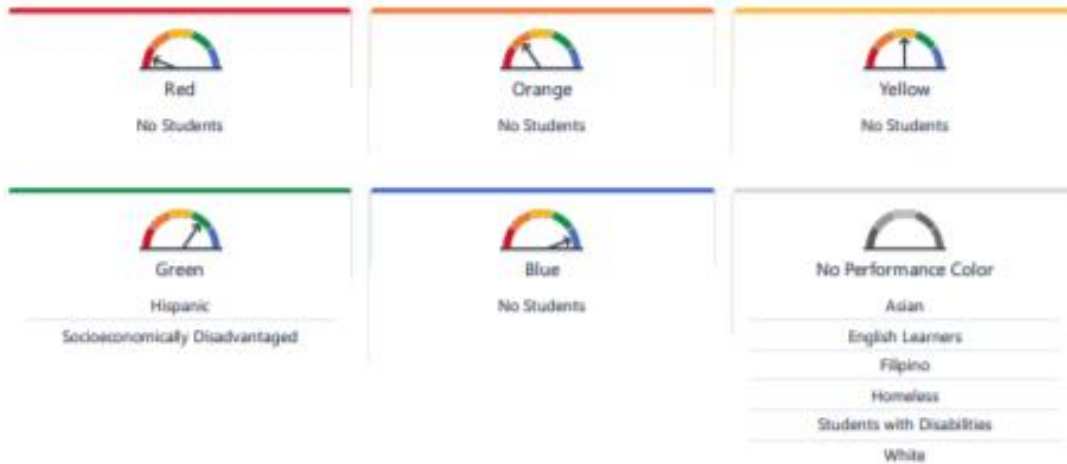 Red
No Students
Orange
No Students
Yellow
No Students
Green
Hispanic
Socioeconomically Disadvantaged
Blue
No Students
No Performance Color
Asian
English Learners
Filipino
Homeless
Students with Disabilities
White